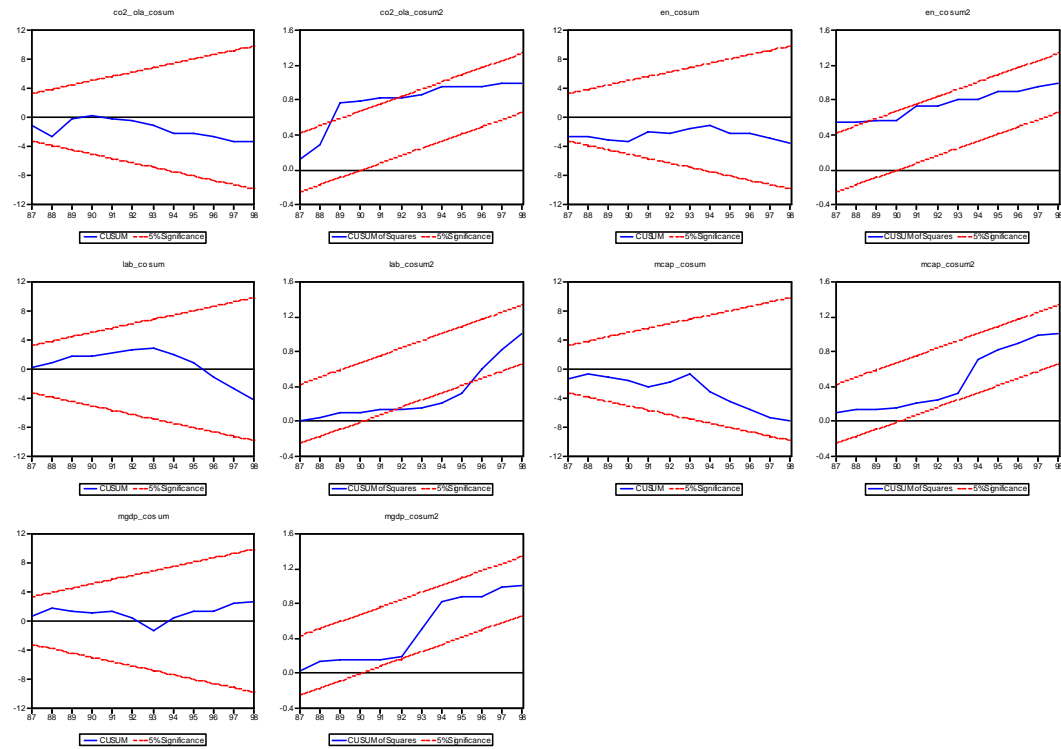 co2_ola_cosum
12
8
4
0
-4
-8
-12
87 88 89 90 91 92 93 94 95 96 97 98
CUSUM 5% Significance
co2_ola_cosum2
1.6
1.2
0.8
0.4
0.0
-0.4
87 88 89 90 91 92 93 94 95 96 97 98
CUSUM of Squares 5% Significance
en_cosum
12
8
4
0
-4
-8
-12
87 88 89 90 91 92 93 94 95 96 97 98
CUSUM 5% Significance
en_cosum2
1.6
1.2
0.8
0.4
0.0
-0.4
87 88 89 90 91 92 93 94 95 96 97 98
CUSUM of Squares 5% Significance
lab_cosum
12
8
4
0
-4
-8
-12
87 88 89 90 91 92 93 94 95 96 97 98
CUSUM 5% Significance
lab_cosum2
1.6
1.2
0.8
0.4
0.0
-0.4
87 88 89 90 91 92 93 94 95 96 97 98
CUSUM of Squares 5% Significance
mcap_cosum
12
8
4
0
-4
-8
-12
87 88 89 90 91 92 93 94 95 96 97 98
CUSUM 5% Significance
mcap_cosum2
1.6
1.2
0.8
0.4
0.0
-0.4
87 88 89 90 91 92 93 94 95 96 97 98
CUSUM of Squares 5% Significance
mgdp_cosum
12
8
4
0
-4
-8
-12
87 88 89 90 91 92 93 94 95 96 97 98
CUSUM 5% Significance
mgdp_cosum2
1.6
1.2
0.8
0.4
0.0
-0.4
87 88 89 90 91 92 93 94 95 96 97 98
CUSUM of Squares 5% Significance